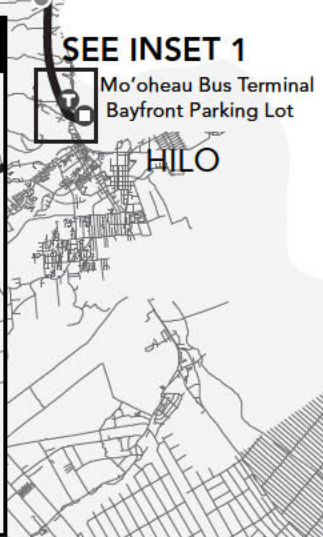 SEE INSET 1
T
Mo‘oheau Bus Terminal
Bayfront Parking Lot
HILO